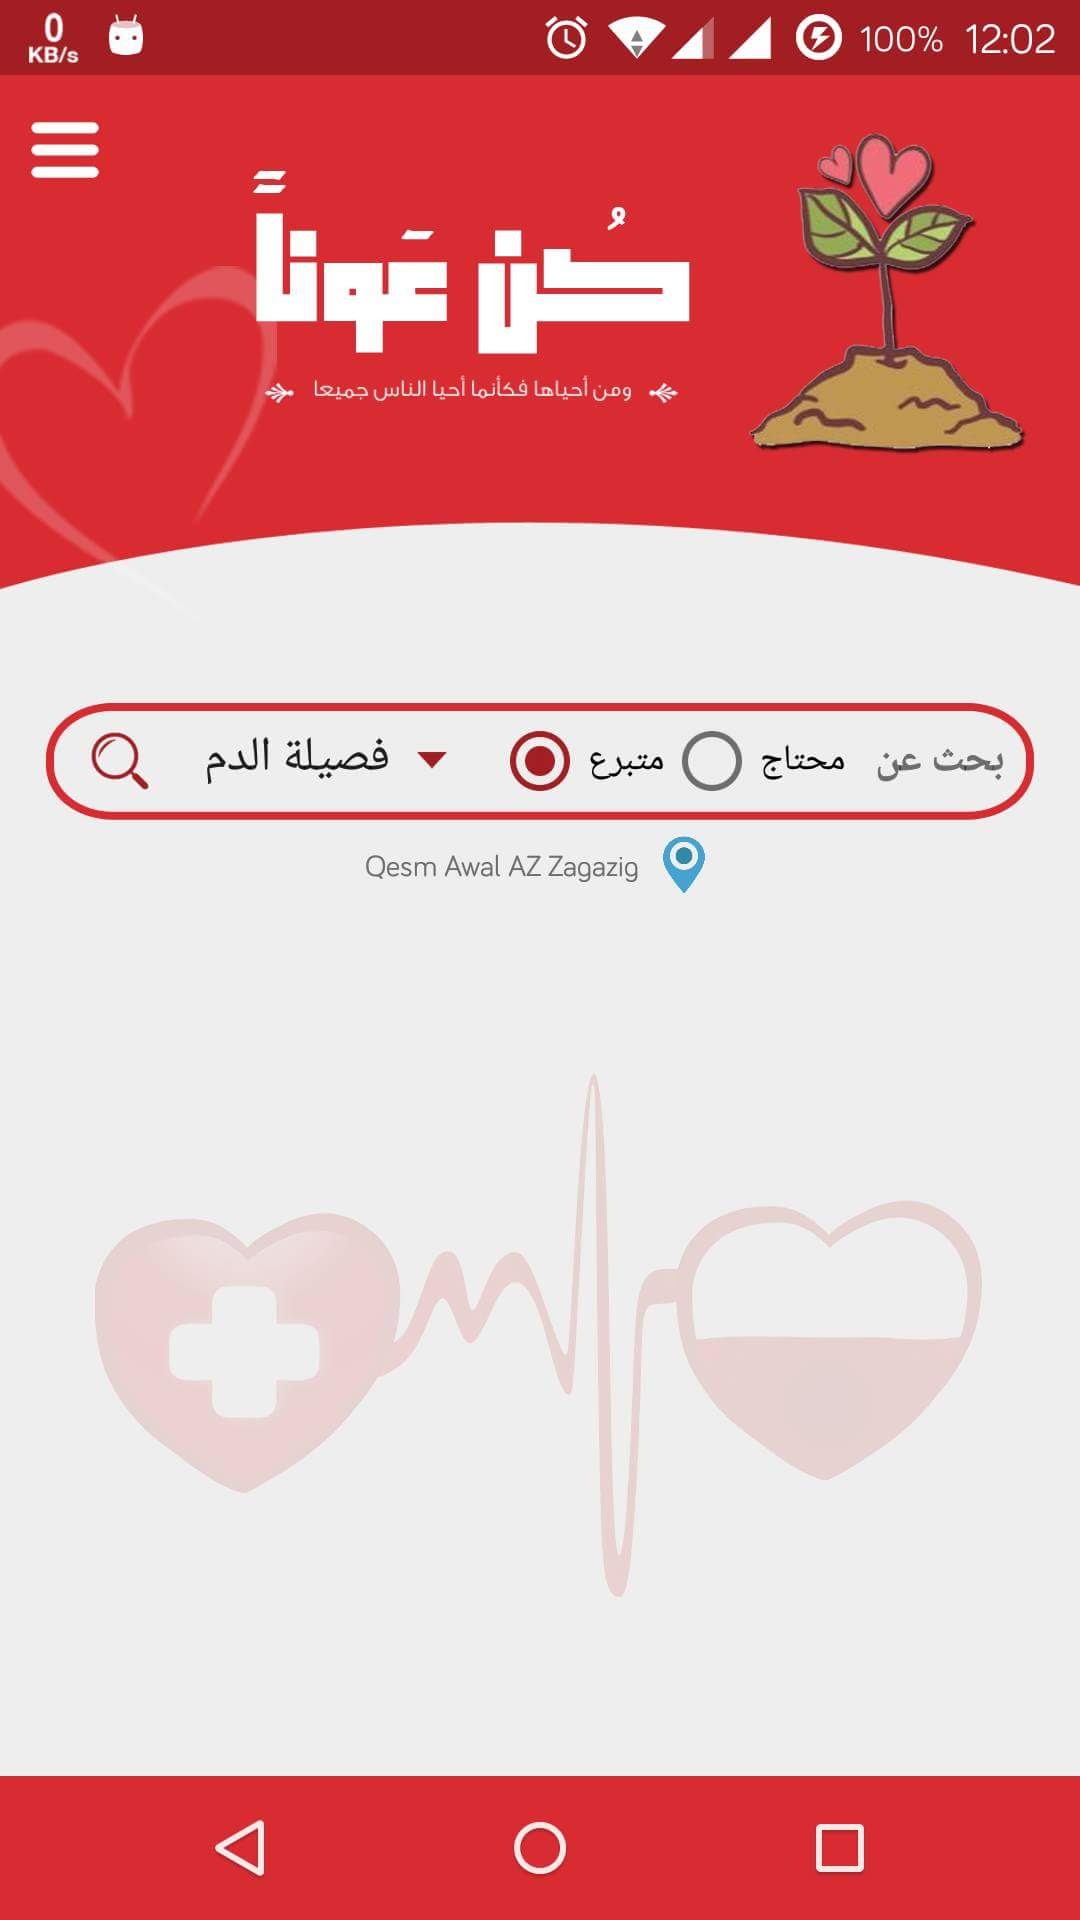 0
KB/s
100% 12:02
كُن عَوناً
ومن أحياها فكأنما أحيا الناس جميعا
بحث عن محتاج متبرع فصيلة الدم
Qesm Awal AZ Zagazig